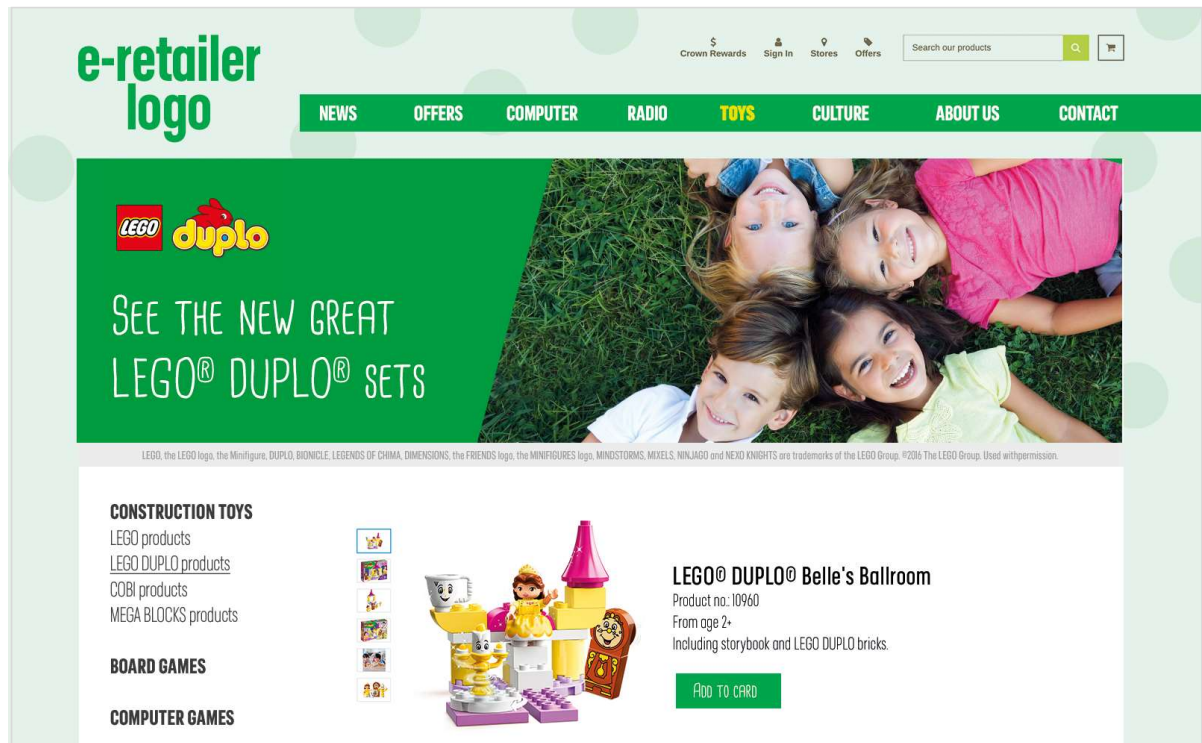 e-retailer
logo
Crown Rewards
Sign In
Stores
Offers
Search our products
NEWS
OFFERS
COMPUTER
RADIO
TOYS
CULTURE
ABOUT US
CONTACT
LEGO
duplo
SEE THE NEW GREAT
LEGO® DUPLO® SETS
LEGO, the LEGO logo, the Minifigure, DUPLO, BIONICLE, LEGENDS OF CHIMA, DIMENSIONS, the FRIENDS logo, the MINIFIGURES logo, MINDSTORMS, MIXELS, NINJAGO and NEXO KNIGHTS are trademarks of the LEGO Group. ©2016 The LEGO Group. Used withpermission.
CONSTRUCTION TOYS
LEGO products
LEGO DUPLO products
COBI products
MEGA BLOCKS products
BOARD GAMES
COMPUTER GAMES
LEGO® DUPLO® Belle's Ballroom
Product no.: 10960
From age 2+
Including storybook and LEGO DUPLO bricks.
ADD TO CARD